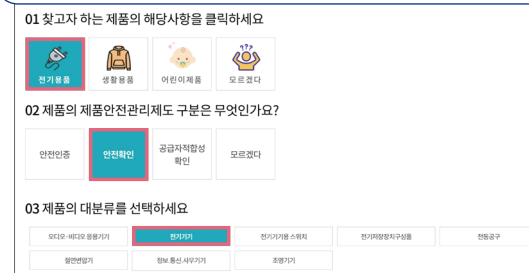 01 찾고자 하는 제품의 해당사항을 클릭하세요
전기용품 생활용품 어린이제품 모르겠다
02 제품의 제품안전관리제도 구분은 무엇인가요?
안전인증 안전확인 공급자적합성 확인 모르겠다
03 제품의 대분류를 선택하세요
오디오·비디오 응용기기 전기기기 전기기기용 스위치 전기저장장치구성품 전동공구
절연변압기 정보.통신.사무기기 조명기기